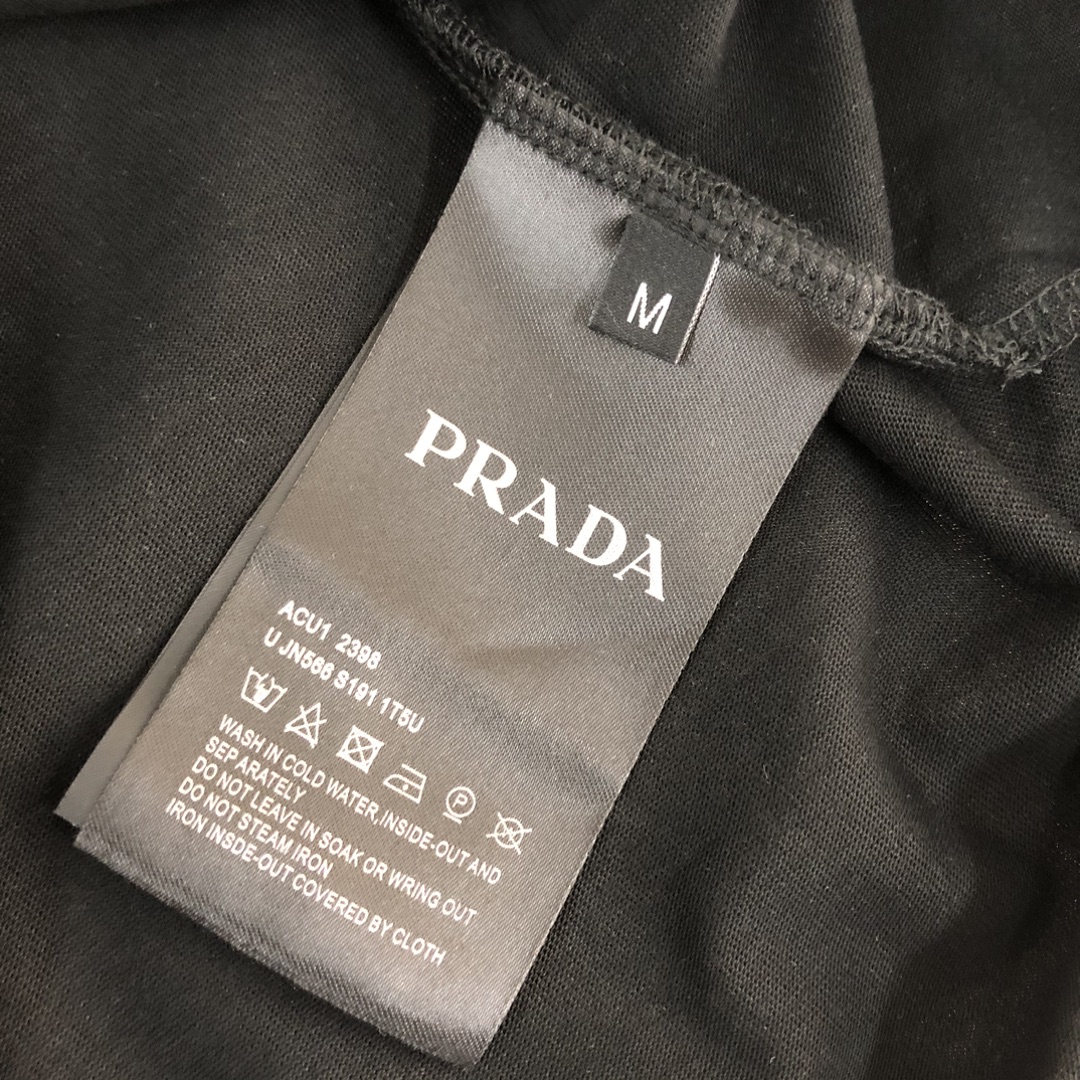 M
PRADA
ACU1 2398
UJN566 S191 1T5U
P
WASH IN COLD WATER,INSIDE-OUT AND
SEP ARATELY
DO NOT LEAVE IN SOAK OR WRING OUT
DO NOT STEAM IRON
IRON INSDE-OUT COVERED BY CLOTH